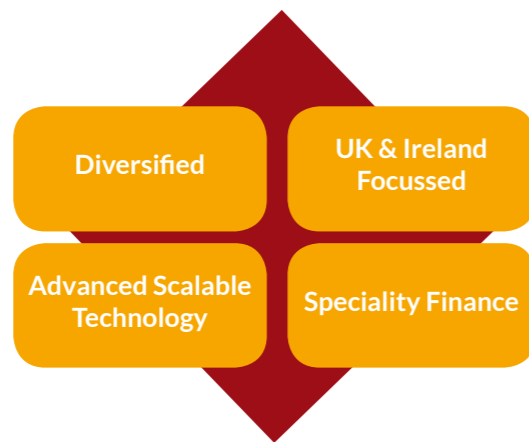 Diversified
UK & Ireland
Focussed
Advanced Scalable
Technology
Speciality Finance